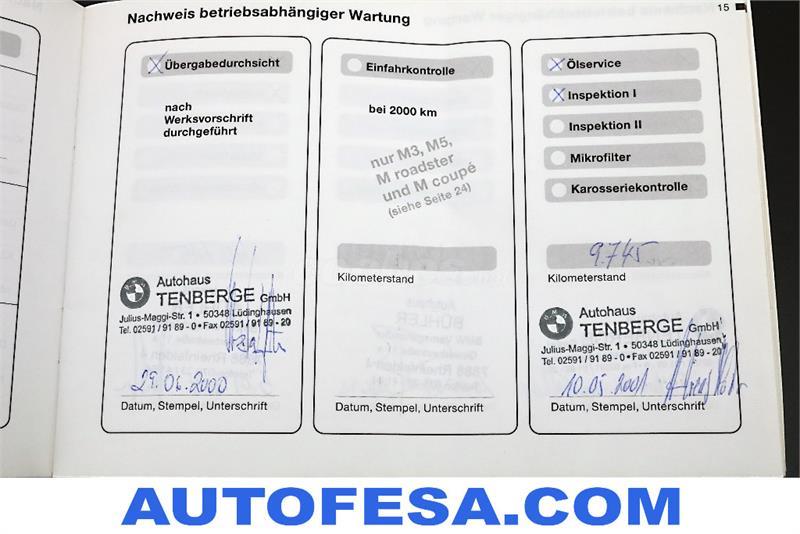 Nachweis betriebsabhängiger Wartung
15
Übergabedurchsicht
nach
Werksvorschrift
durchgeführt
Autohaus
TENBERGE GmbH
Julius-Maggi-Str. 1 • 50348 Lüdinghausen
Tel. 02591 / 91 89 - 0 • Fax 02591 / 91 89 - 20
29.06.2000
Datum, Stempel, Unterschrift
Einfahrkontrolle
bei 2000 km
nur M3, M5,
M roadster
und M coupé
(siehe Seite 24)
Kilometerstand
Datum, Stempel, Unterschrift
Ölservice
Inspektion I
Inspektion II
Mikrofilter
Karosseriekontrolle
9.745
Kilometerstand
Autohaus
TENBERGE GmbH
Julius-Maggi-Str. 1 • 50348 Lüdinghausen
Tel. 02591 / 91 89 - 0 • Fax 02591 / 91 89 - 20
10.05.2001
Datum, Stempel, Unterschrift
AUTOFESA.COM